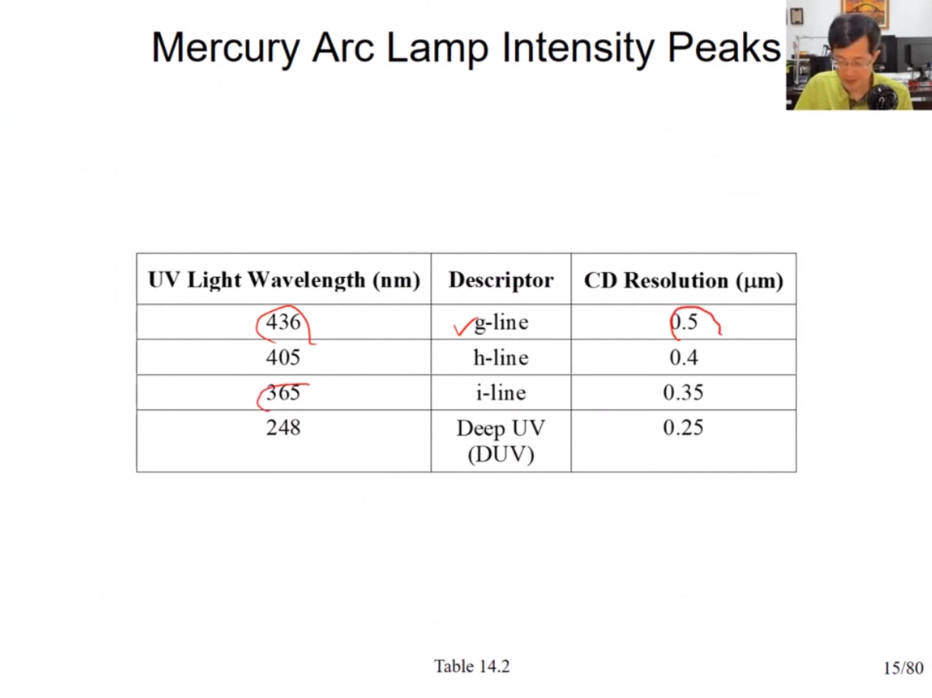 Mercury Arc Lamp Intensity Peaks
UV Light Wavelength (nm) Descriptor CD Resolution (μm)
436 g-line 0.5
405 h-line 0.4
365 i-line 0.35
248 Deep UV 0.25
(DUV)
Table 14.2
15/80